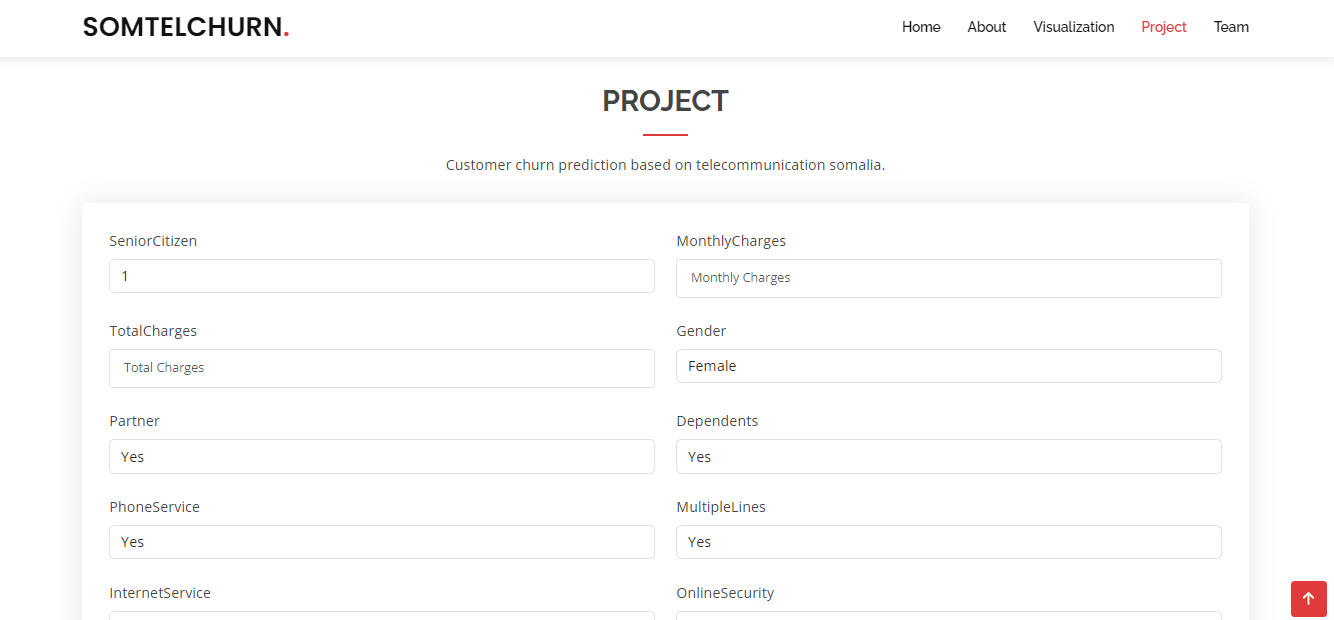 SOMTELCHURN.
Home About Visualization Project Team
PROJECT
Customer churn prediction based on telecommunication somalia.
SeniorCitizen MonthlyCharges
1 Monthly Charges
TotalCharges Gender
Total Charges Female
Partner Dependents
Yes Yes
PhoneService MultipleLines
Yes Yes
InternetService OnlineSecurity